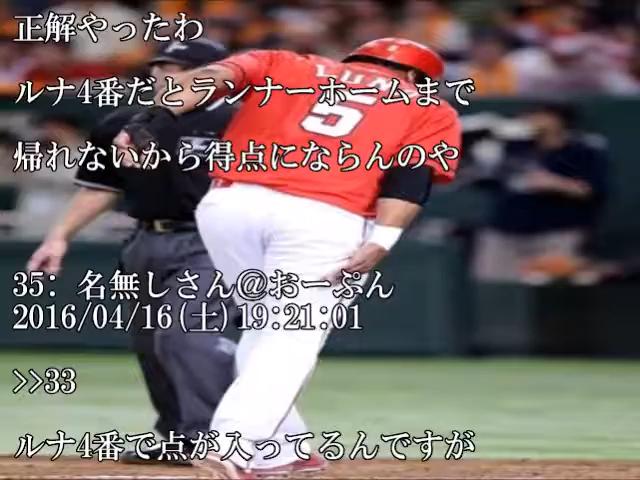 正解やったわ
ルナ4番だとランナーホームまで
LUNA
5
帰れないから得点にならんのや
35: 名無しさん@おーぷん
2016/04/16(土)19:21:01
>>33
ルナ4番で点が入ってるんですが